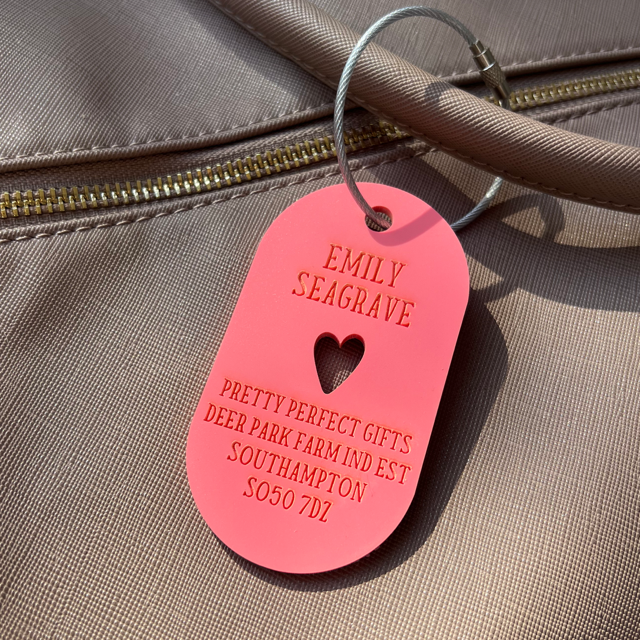 EMILY
SEAGRAVE
PRETTY PERFECT GIFTS
DEER PARK FARM IND EST
SOUTHAMPTON
SO50 7DZ